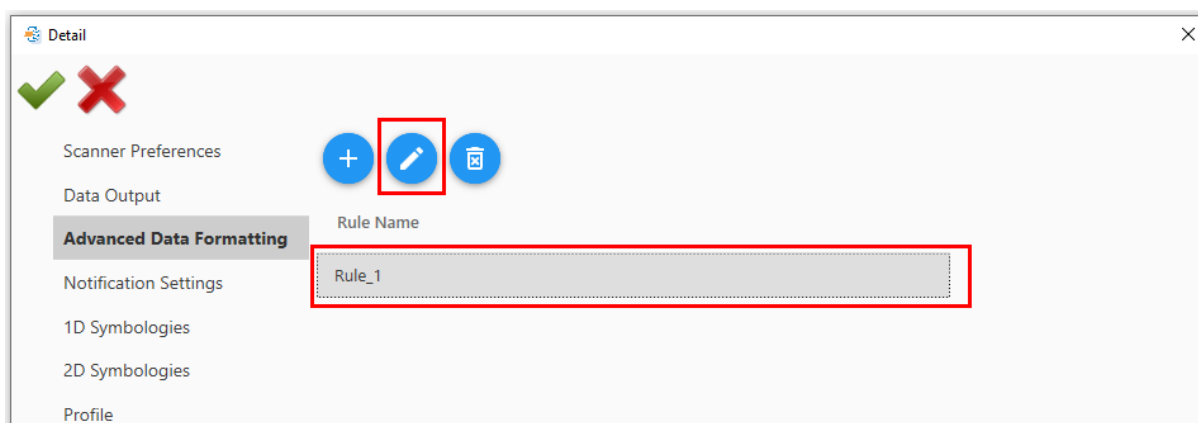 Detail
Scanner Preferences
Data Output
Advanced Data Formatting
Notification Settings
1D Symbologies
2D Symbologies
Profile
Rule Name
Rule_1